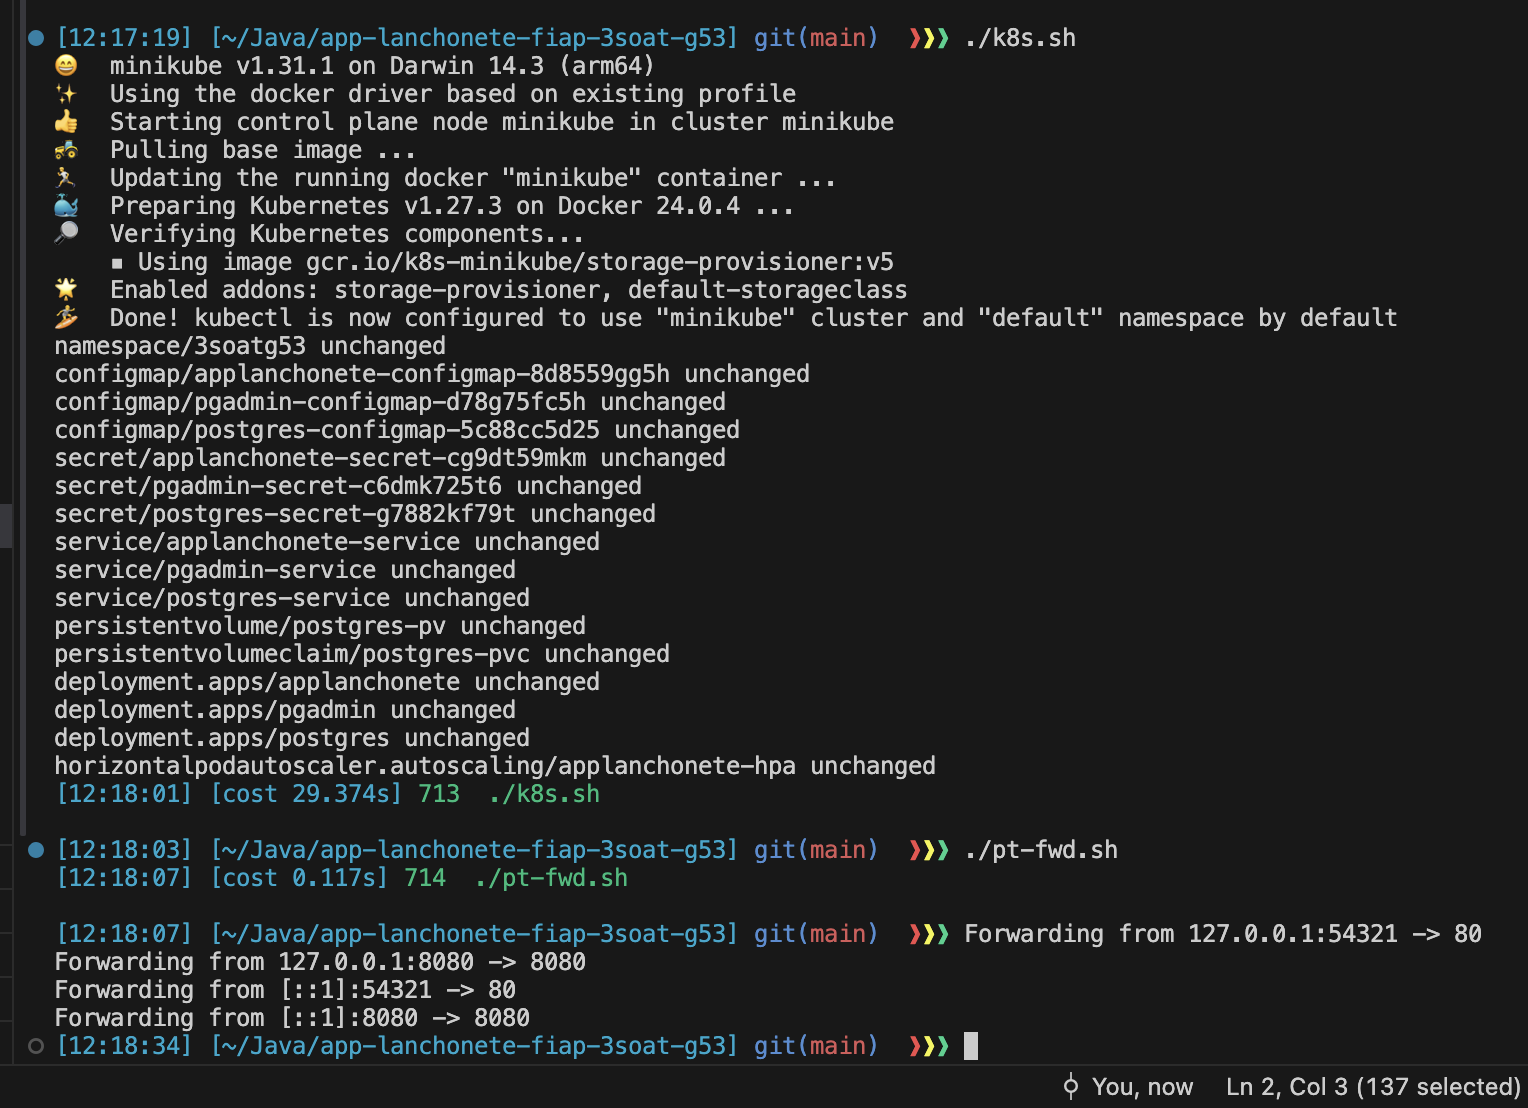 [12:17:19] [~/Java/app-lanchonete-fiap-3soat-g53] git(main) ❯❯❯ ./k8s.sh
😄 minikube v1.31.1 on Darwin 14.3 (arm64)
✨ Using the docker driver based on existing profile
👍 Starting control plane node minikube in cluster minikube
🚜 Pulling base image ...
🏃 Updating the running docker "minikube" container ...
🐳 Preparing Kubernetes v1.27.3 on Docker 24.0.4 ...
🔎 Verifying Kubernetes components...
▪ Using image gcr.io/k8s-minikube/storage-provisioner:v5
🌟 Enabled addons: storage-provisioner, default-storageclass
🏄 Done! kubectl is now configured to use "minikube" cluster and "default" namespace by default
namespace/3soatg53 unchanged
configmap/applanchonete-configmap-8d8559gg5h unchanged
configmap/pgadmin-configmap-d78g75fc5h unchanged
configmap/postgres-configmap-5c88cc5d25 unchanged
secret/applanchonete-secret-cg9dt59mkm unchanged
secret/pgadmin-secret-c6dmk725t6 unchanged
secret/postgres-secret-g7882kf79t unchanged
service/applanchonete-service unchanged
service/pgadmin-service unchanged
service/postgres-service unchanged
persistentvolume/postgres-pv unchanged
persistentvolumeclaim/postgres-pvc unchanged
deployment.apps/applanchonete unchanged
deployment.apps/pgadmin unchanged
deployment.apps/postgres unchanged
horizontalpodautoscaler.autoscaling/applanchonete-hpa unchanged
[12:18:01] [cost 29.374s] 713 ./k8s.sh
[12:18:03] [~/Java/app-lanchonete-fiap-3soat-g53] git(main) ❯❯❯ ./pt-fwd.sh
[12:18:07] [cost 0.117s] 714 ./pt-fwd.sh
[12:18:07] [~/Java/app-lanchonete-fiap-3soat-g53] git(main) ❯❯❯ Forwarding from 127.0.0.1:54321 -> 80
Forwarding from 127.0.0.1:8080 -> 8080
Forwarding from [::1]:54321 -> 80
Forwarding from [::1]:8080 -> 8080
[12:18:34] [~/Java/app-lanchonete-fiap-3soat-g53] git(main) ❯❯❯
You, now Ln 2, Col 3 (137 selected)